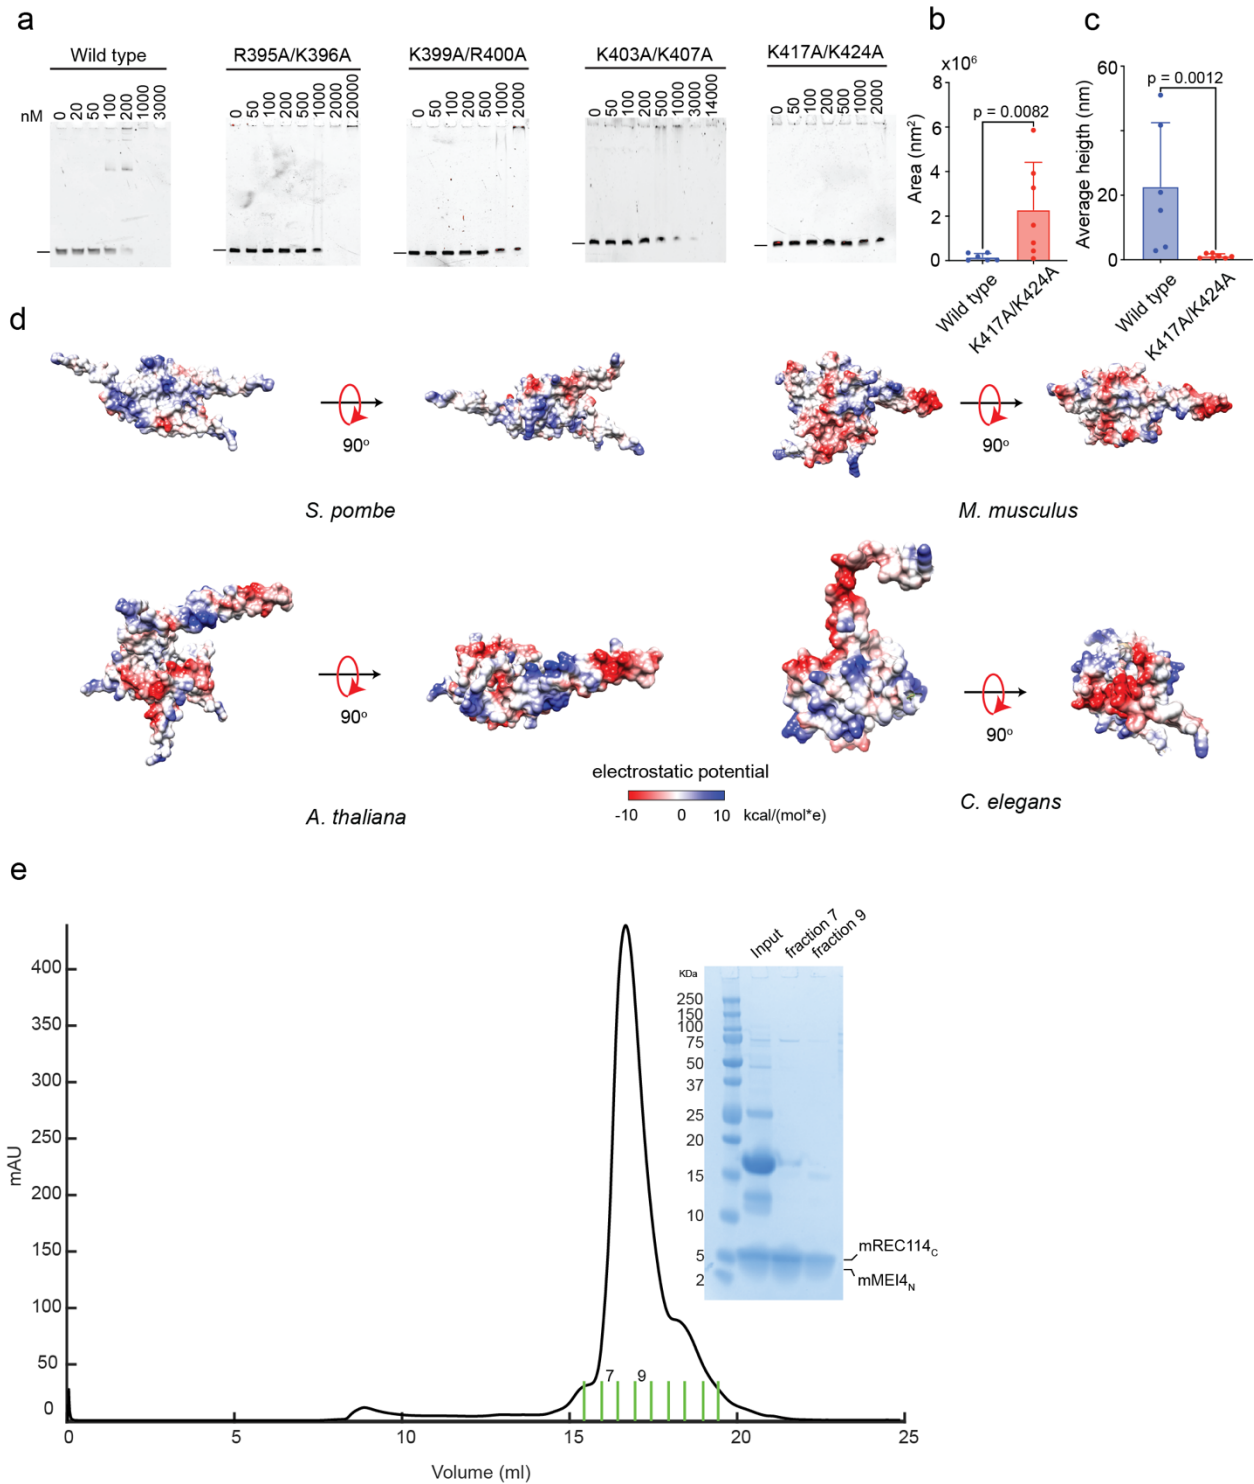 a
b
c
Wild type
R395A/K396A
K399A/R400A
K403A/K407A
K417A/K424A
nM
0 20 50 100 2000 1000 3000
0 50 100 200 500 1000 2000 20000
0 50 100 200 500 1000 2000
0 50 100 200 5000 1000 3000 14000
0 50 100 200 500 1000 2000
×10⁶
8
6
4
2
0
Area (nm²)
p = 0.0082
Wild type
K417A/K424A
60
40
20
0
Average heigth (nm)
p = 0.0012
Wild type
K417A/K424A
d
90°
90°
S. pombe
M. musculus
90°
90°
electrostatic potential
-10 0 10 kcal/(mol*e)
A. thaliana
C. elegans
e
Input
fraction 7
fraction 9
KDa
250
150
100
75
50
37
25
20
15
10
5
2
mREC114C
mMEI4N
mAU
400
350
300
250
200
150
100
50
0
7 9
0 5 10 15 20 25
Volume (ml)